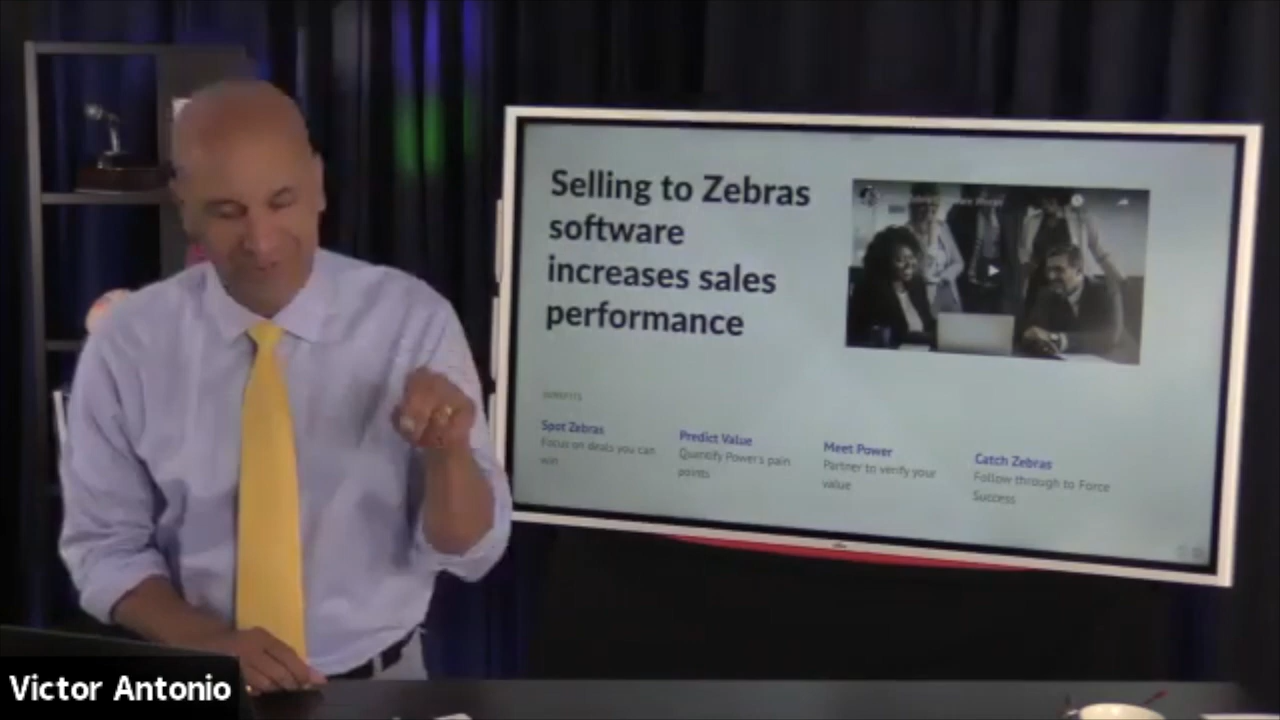 Selling to Zebras
software
increases sales
performance
BENEFITS
Spot Zebras
Focus on deals you can
win
Predict Value
Quantify Power's pain
points
Meet Power
Partner to verify your
value
Catch Zebras
Follow through to Force
Success
Victor Antonio